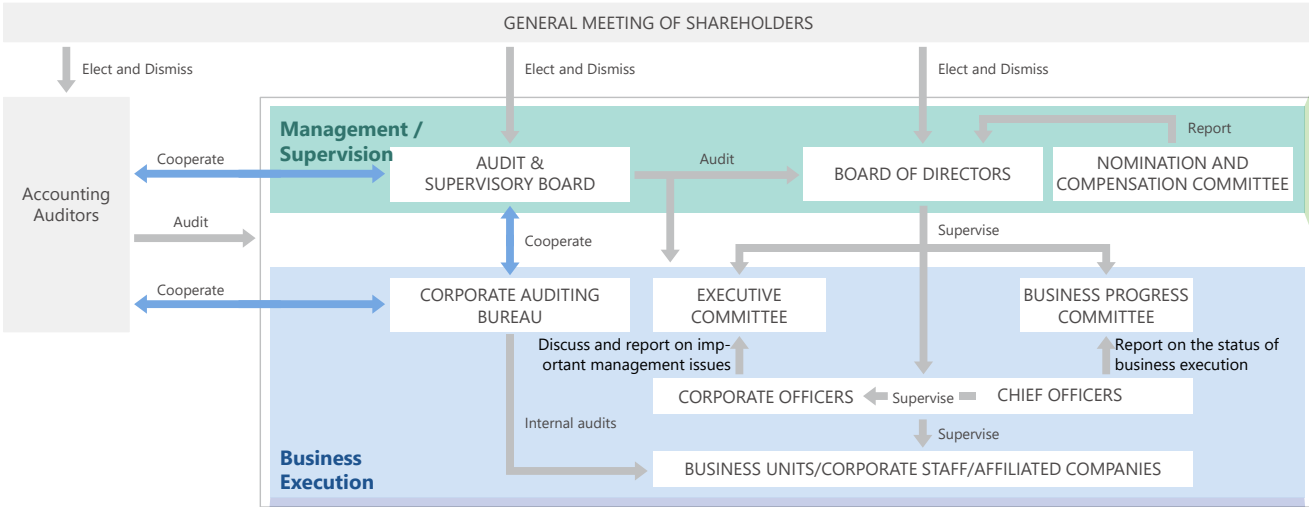 GENERAL MEETING OF SHAREHOLDERS
Elect and Dismiss
Elect and Dismiss
Elect and Dismiss
Accounting
Auditors
Management /
Supervision
Cooperate
AUDIT &
SUPERVISORY BOARD
Audit
BOARD OF DIRECTORS
Report
NOMINATION AND
COMPENSATION COMMITTEE
Audit
Cooperate
Supervise
Cooperate
CORPORATE AUDITING
BUREAU
EXECUTIVE
COMMITTEE
BUSINESS PROGRESS
COMMITTEE
Discuss and report on imp-
ortant management issues
Report on the status of
business execution
CORPORATE OFFICERS
Supervise
CHIEF OFFICERS
Internal audits
Supervise
Business
Execution
BUSINESS UNITS/CORPORATE STAFF/AFFILIATED COMPANIES